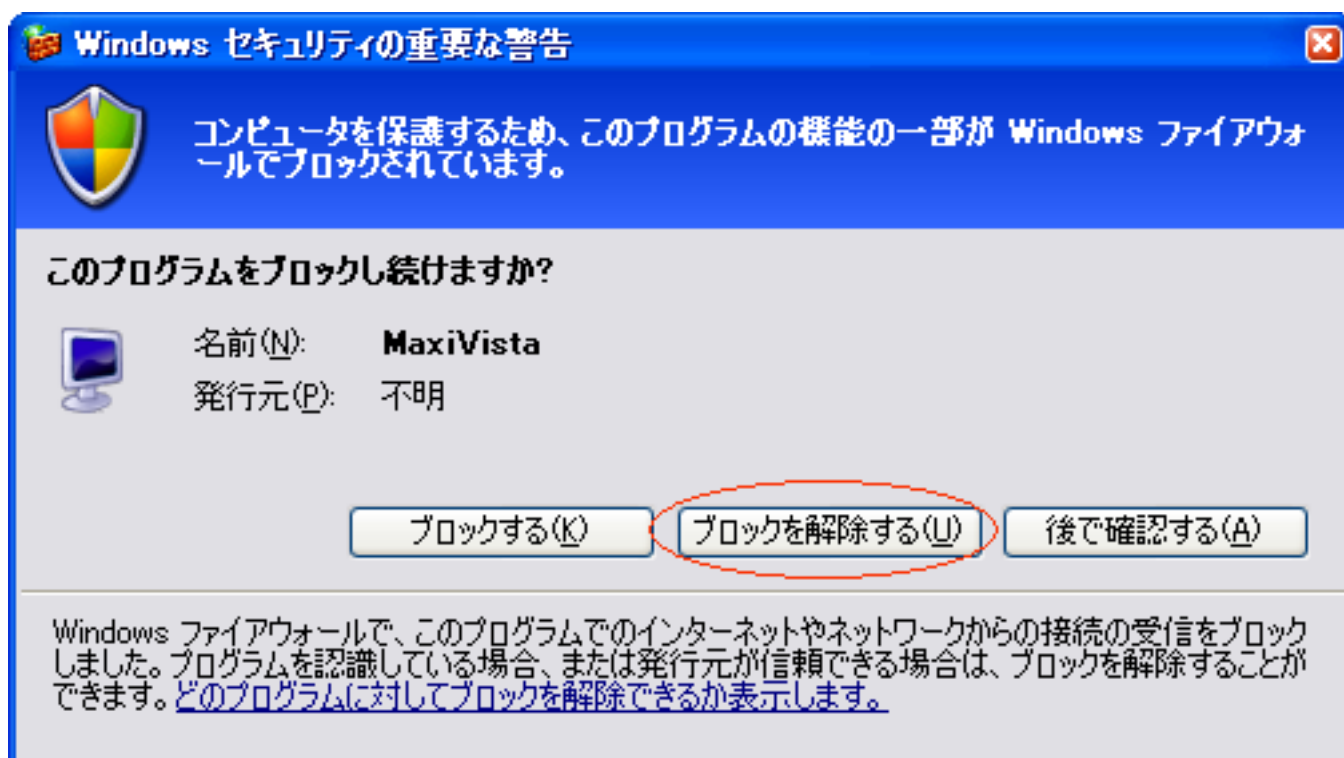 Windows セキュリティの重要な警告
コンピュータを保護するため、このプログラムの機能の一部が Windows ファイアウォ
ールでブロックされています。
このプログラムをブロックし続けますか?
名前(N): MaxiVista
発行元(P): 不明
ブロックする(K) ブロックを解除する(U) 後で確認する(A)
Windows ファイアウォールで、このプログラムでのインターネットやネットワークからの接続の受信をブロック
しました。プログラムを認識している場合、または発行元が信頼できる場合は、ブロックを解除することが
できます。どのプログラムに対してブロックを解除できるか表示します。